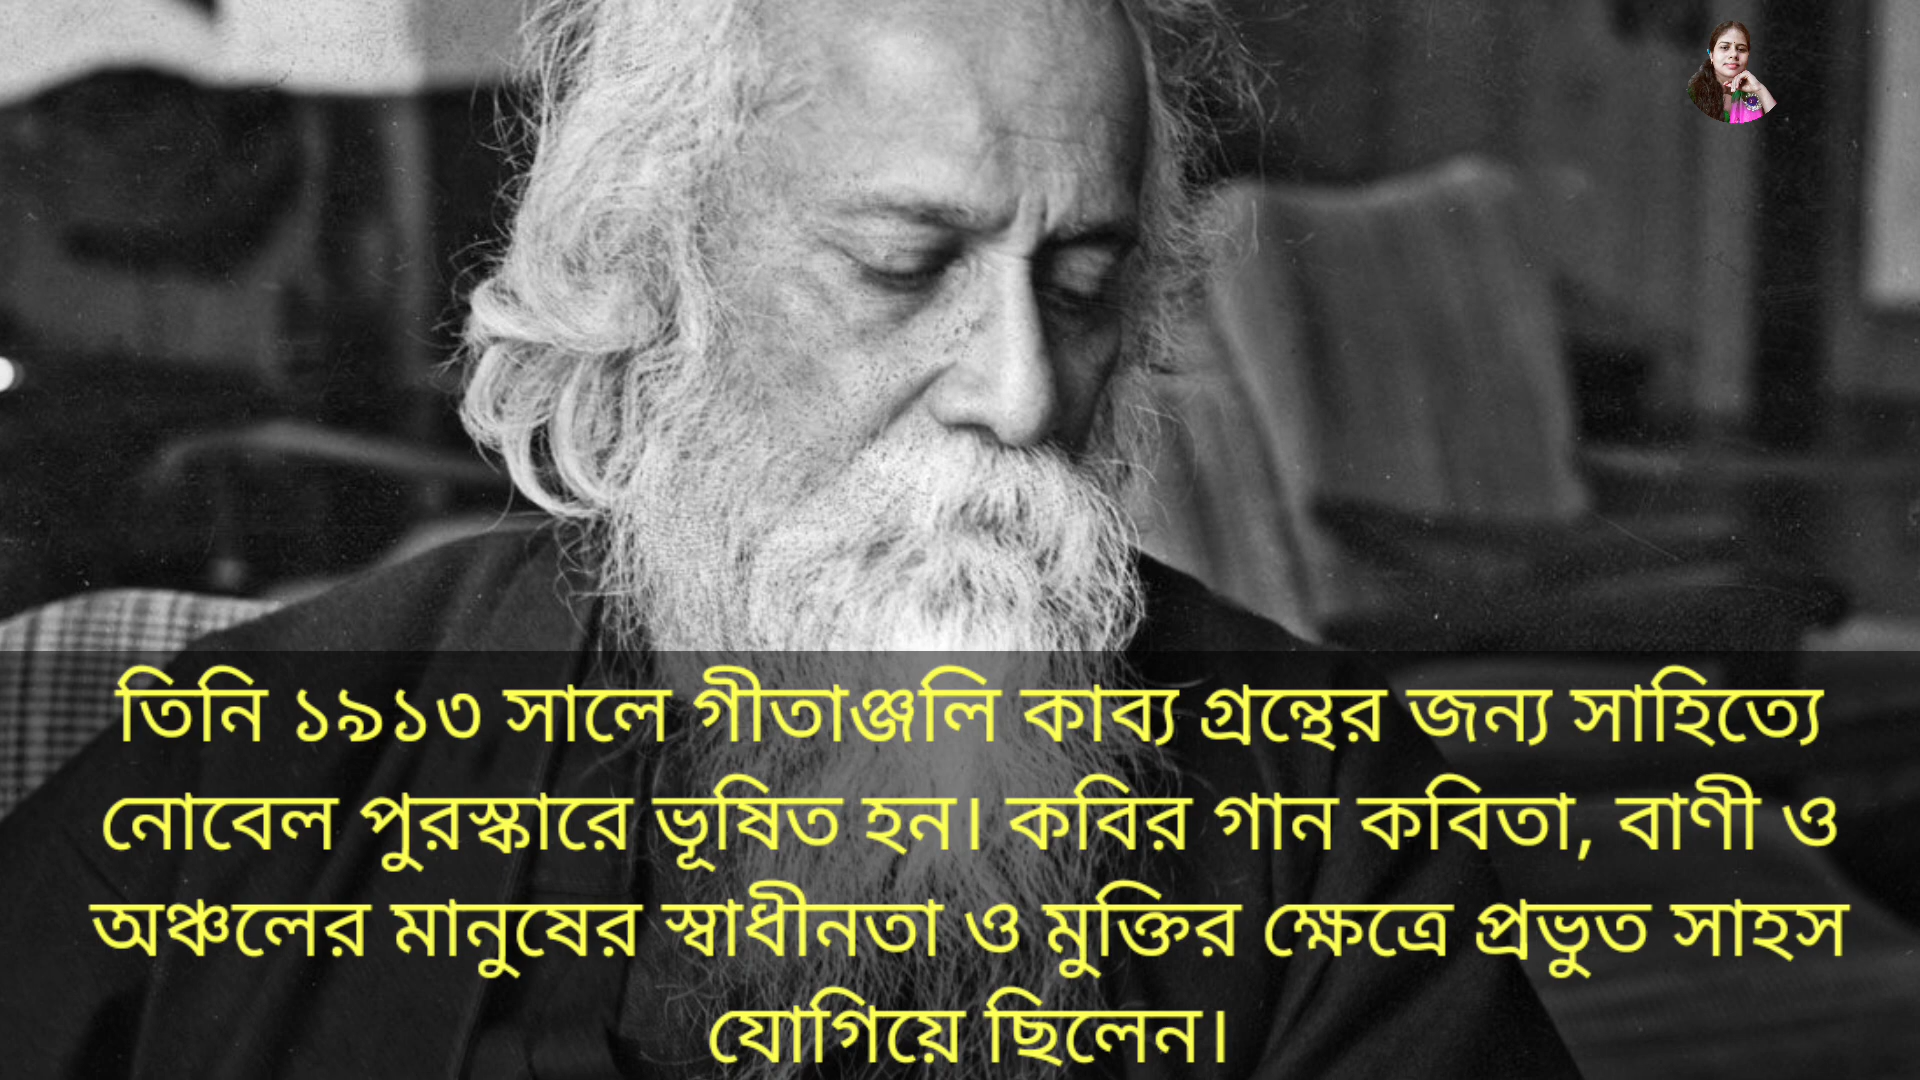 তিনি ১৯১৩ সালে গীতাঞ্জলি কাব্য গ্রন্থের জন্য সাহিত্যে
নোবেল পুরস্কারে ভূষিত হন। কবির গান কবিতা, বাণী ও
অঞ্চলের মানুষের স্বাধীনতা ও মুক্তির ক্ষেত্রে প্রভুত সাহস
যোগিয়ে ছিলেন।